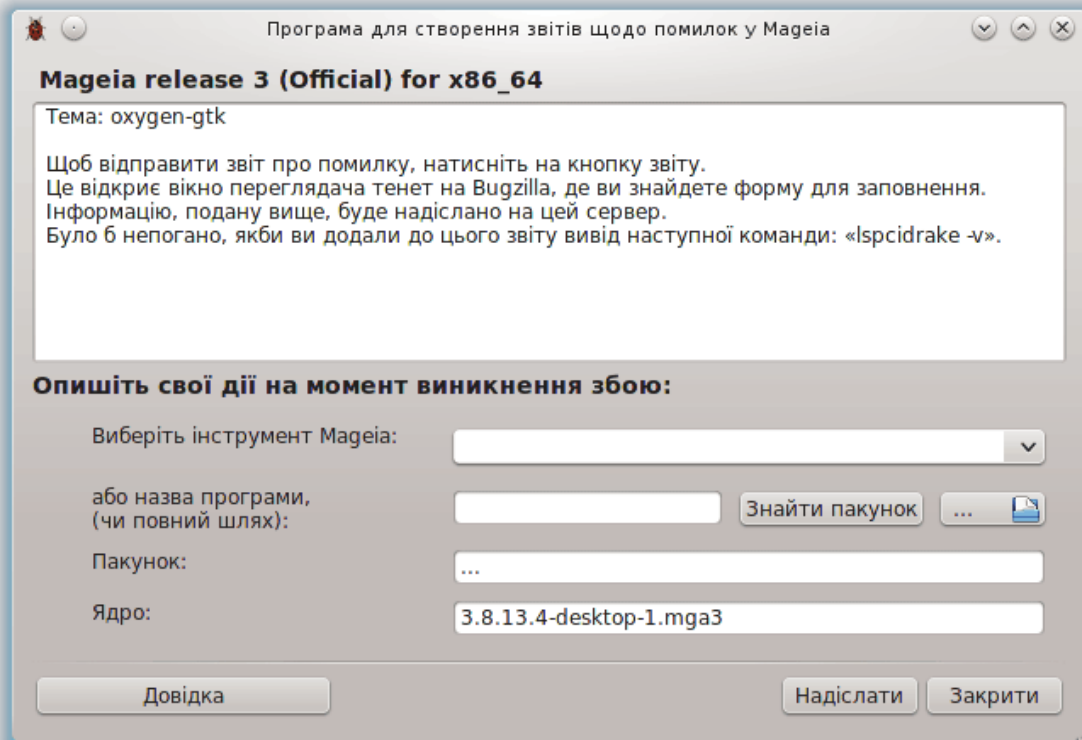 Програма для створення звітів щодо помилок у Mageia
Mageia release 3 (Official) for x86_64
Тема: oxygen-gtk
Щоб відправити звіт про помилку, натисніть на кнопку звіту.
Це відкриє вікно переглядача тенет на Bugzilla, де ви знайдете форму для заповнення.
Інформацію, подану вище, буде надіслано на цей сервер.
Було б непогано, якби ви додали до цього звіту вивід наступної команди: «lspcidrake -v».
Опишіть свої дії на момент виникнення збою:
Виберіть інструмент Mageia:
або назва програми,
(чи повний шлях):
Знайти пакунок
...
Пакунок:
...
Ядро:
3.8.13.4-desktop-1.mga3
Довідка
Надіслати
Закрити